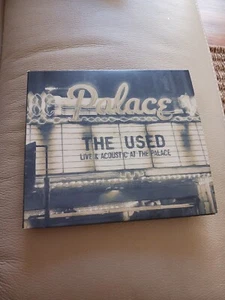 Palace
THE USED
LIVE & ACOUSTIC AT THE PALACE